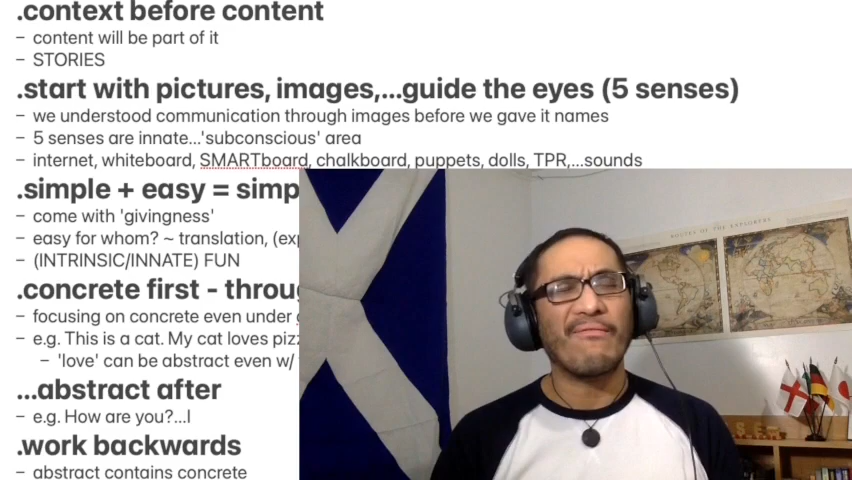 .context before content
– content will be part of it
– STORIES
.start with pictures, images,...guide the eyes (5 senses)
– we understood communication through images before we gave it names
– 5 senses are innate...'subconscious' area
– internet, whiteboard, SMARTboard, chalkboard, puppets, dolls, TPR,...sounds
.simple + easy = simp
– come with 'givingness'
– easy for whom? ~ translation, (exp
– (INTRINSIC/INNATE) FUN
.concrete first - throug
– focusing on concrete even under
– e.g. This is a cat. My cat loves pizz
– 'love' can be abstract even w/
...abstract after
– e.g. How are you?...I
.work backwards
– abstract contains concrete